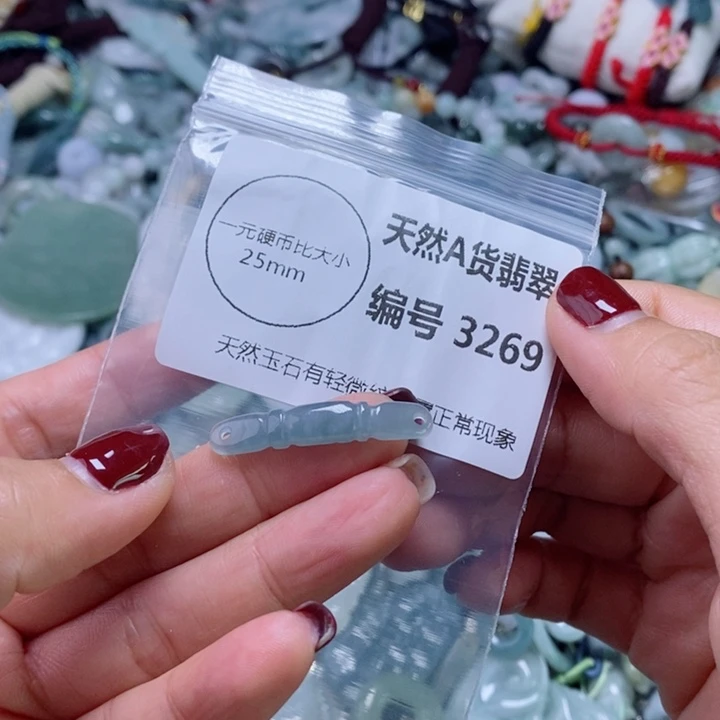 一元硬币比大小
25mm
天然A货翡翠
编号 3269
天然玉石有轻微
正常现象